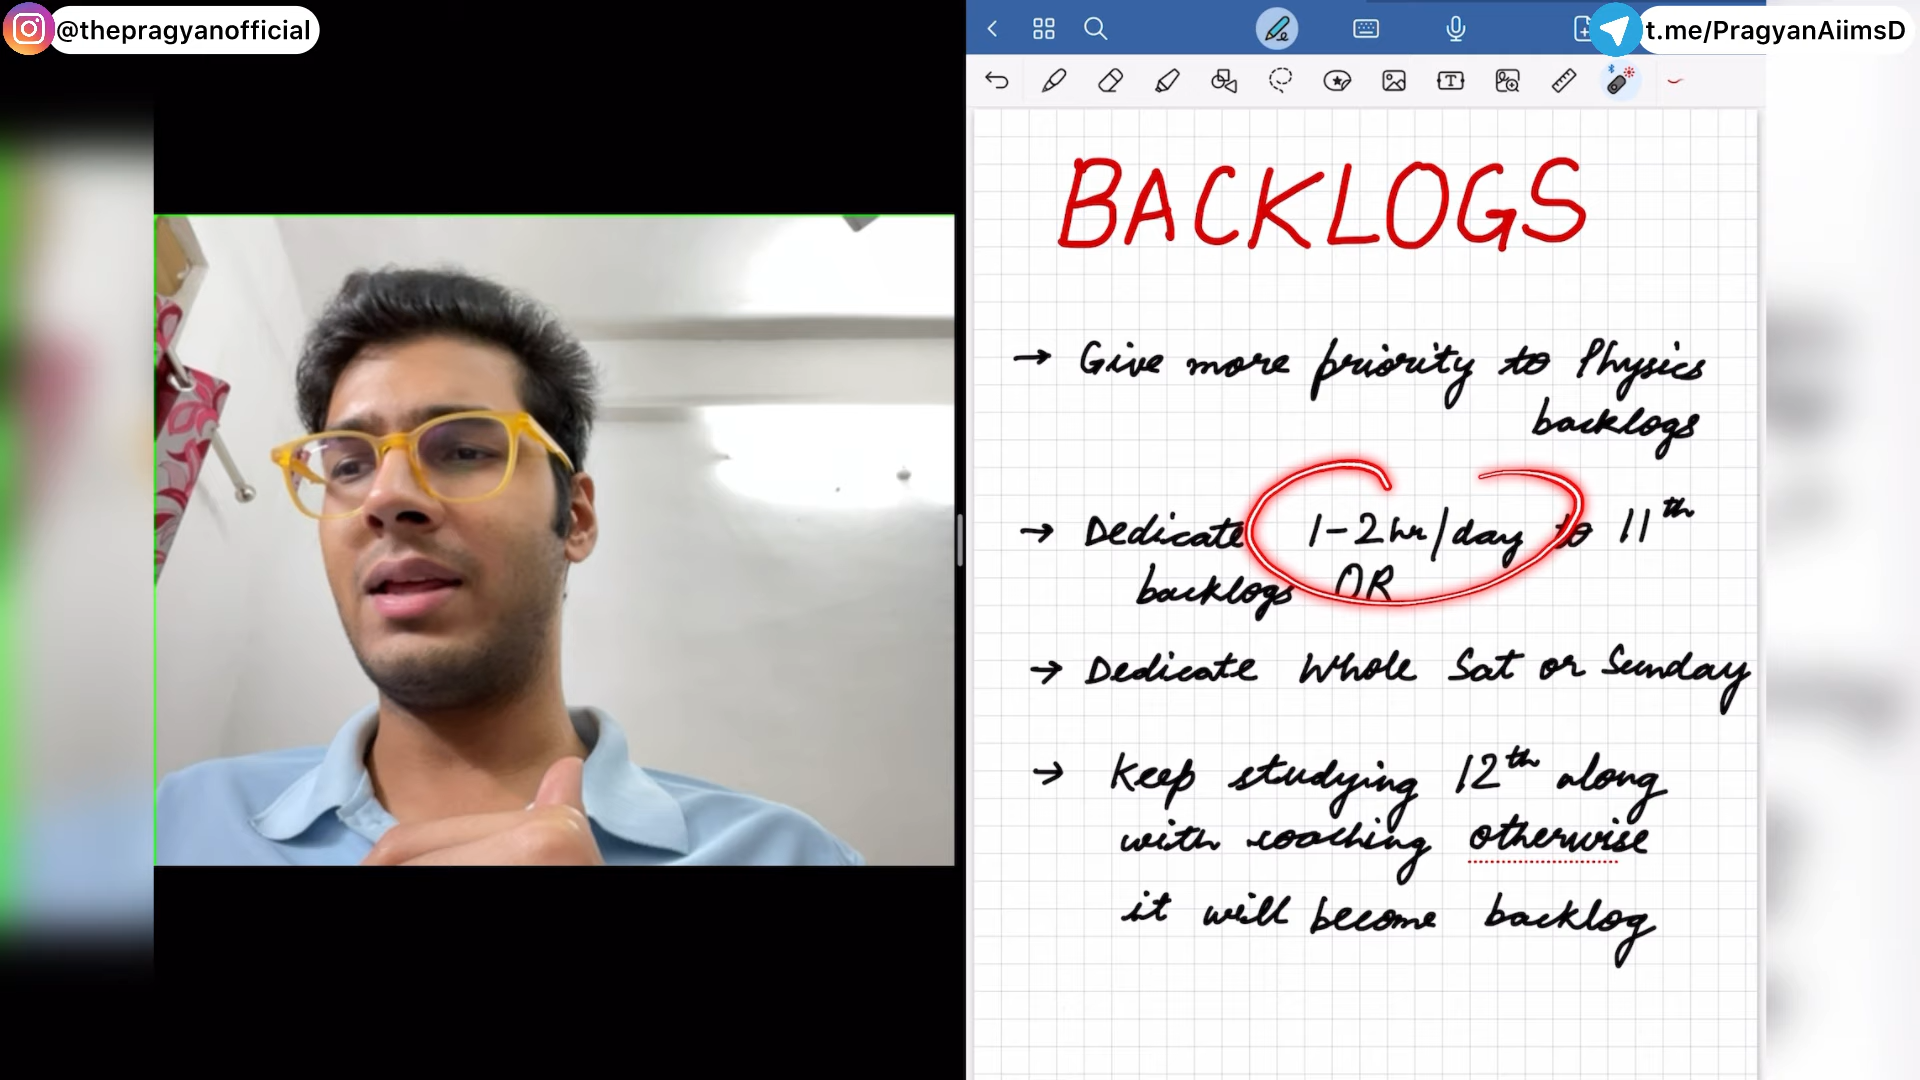 @thepragyanofficial
t.me/PragyanAiimsD
BACKLOGS
→ Give more priority to Physics
backlogs
→ Dedicate 1-2 hr/day to 11th
backlogs OR
→ Dedicate Whole Sat or Sunday
→ Keep studying 12th along
with coaching otherwise
it will become backlog